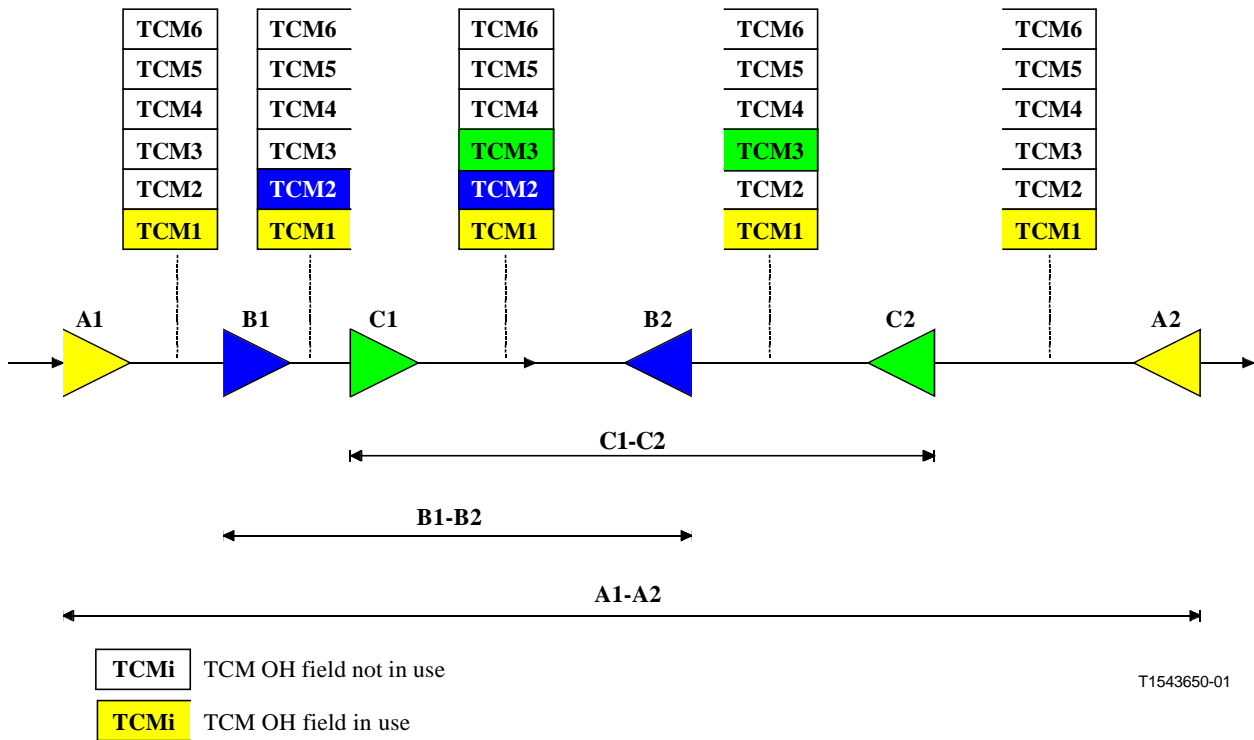 TCM6 TCM6 TCM6 TCM6 TCM6
TCM5 TCM5 TCM5 TCM5 TCM5
TCM4 TCM4 TCM4 TCM4 TCM4
TCM3 TCM3 TCM3 TCM3 TCM3
TCM2 TCM2 TCM2 TCM2 TCM2
TCM1 TCM1 TCM1 TCM1 TCM1
A1 B1 C1 B2 C2 A2
C1-C2
B1-B2
A1-A2
TCMi TCM OH field not in use
T1543650-01
TCMi TCM OH field in use